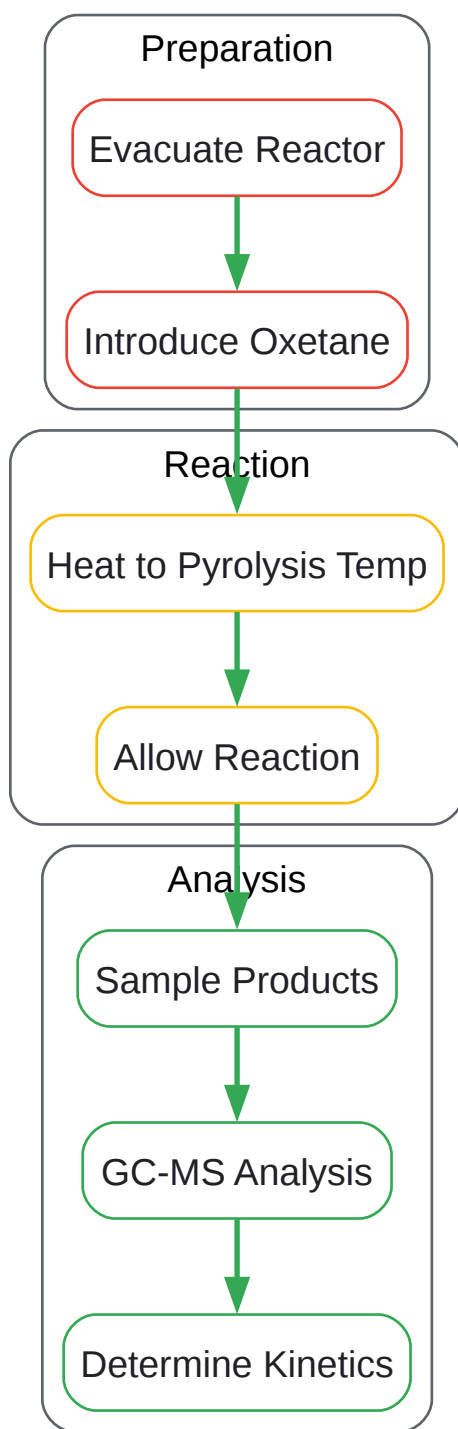 Preparation
Evacuate Reactor
Introduce Oxetane
Reaction
Heat to Pyrolysis Temp
Allow Reaction
Analysis
Sample Products
GC-MS Analysis
Determine Kinetics